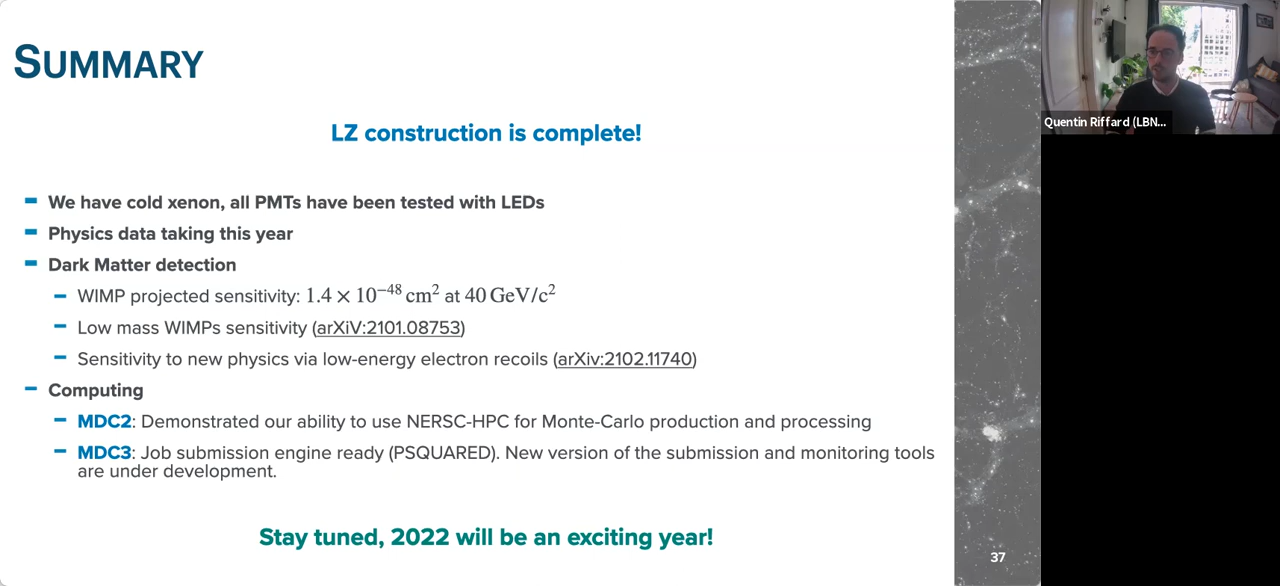 SUMMARY
LZ construction is complete!
We have cold xenon, all PMTs have been tested with LEDs
Physics data taking this year
Dark Matter detection
WIMP projected sensitivity: 1.4 × 10⁻⁴⁸ cm² at 40 GeV/c²
Low mass WIMPs sensitivity (arXiV:2101.08753)
Sensitivity to new physics via low-energy electron recoils (arXiv:2102.11740)
Computing
MDC2: Demonstrated our ability to use NERSC-HPC for Monte-Carlo production and processing
MDC3: Job submission engine ready (PSQUARED). New version of the submission and monitoring tools
are under development.
Stay tuned, 2022 will be an exciting year!
37
Quentin Riffard (LBN...